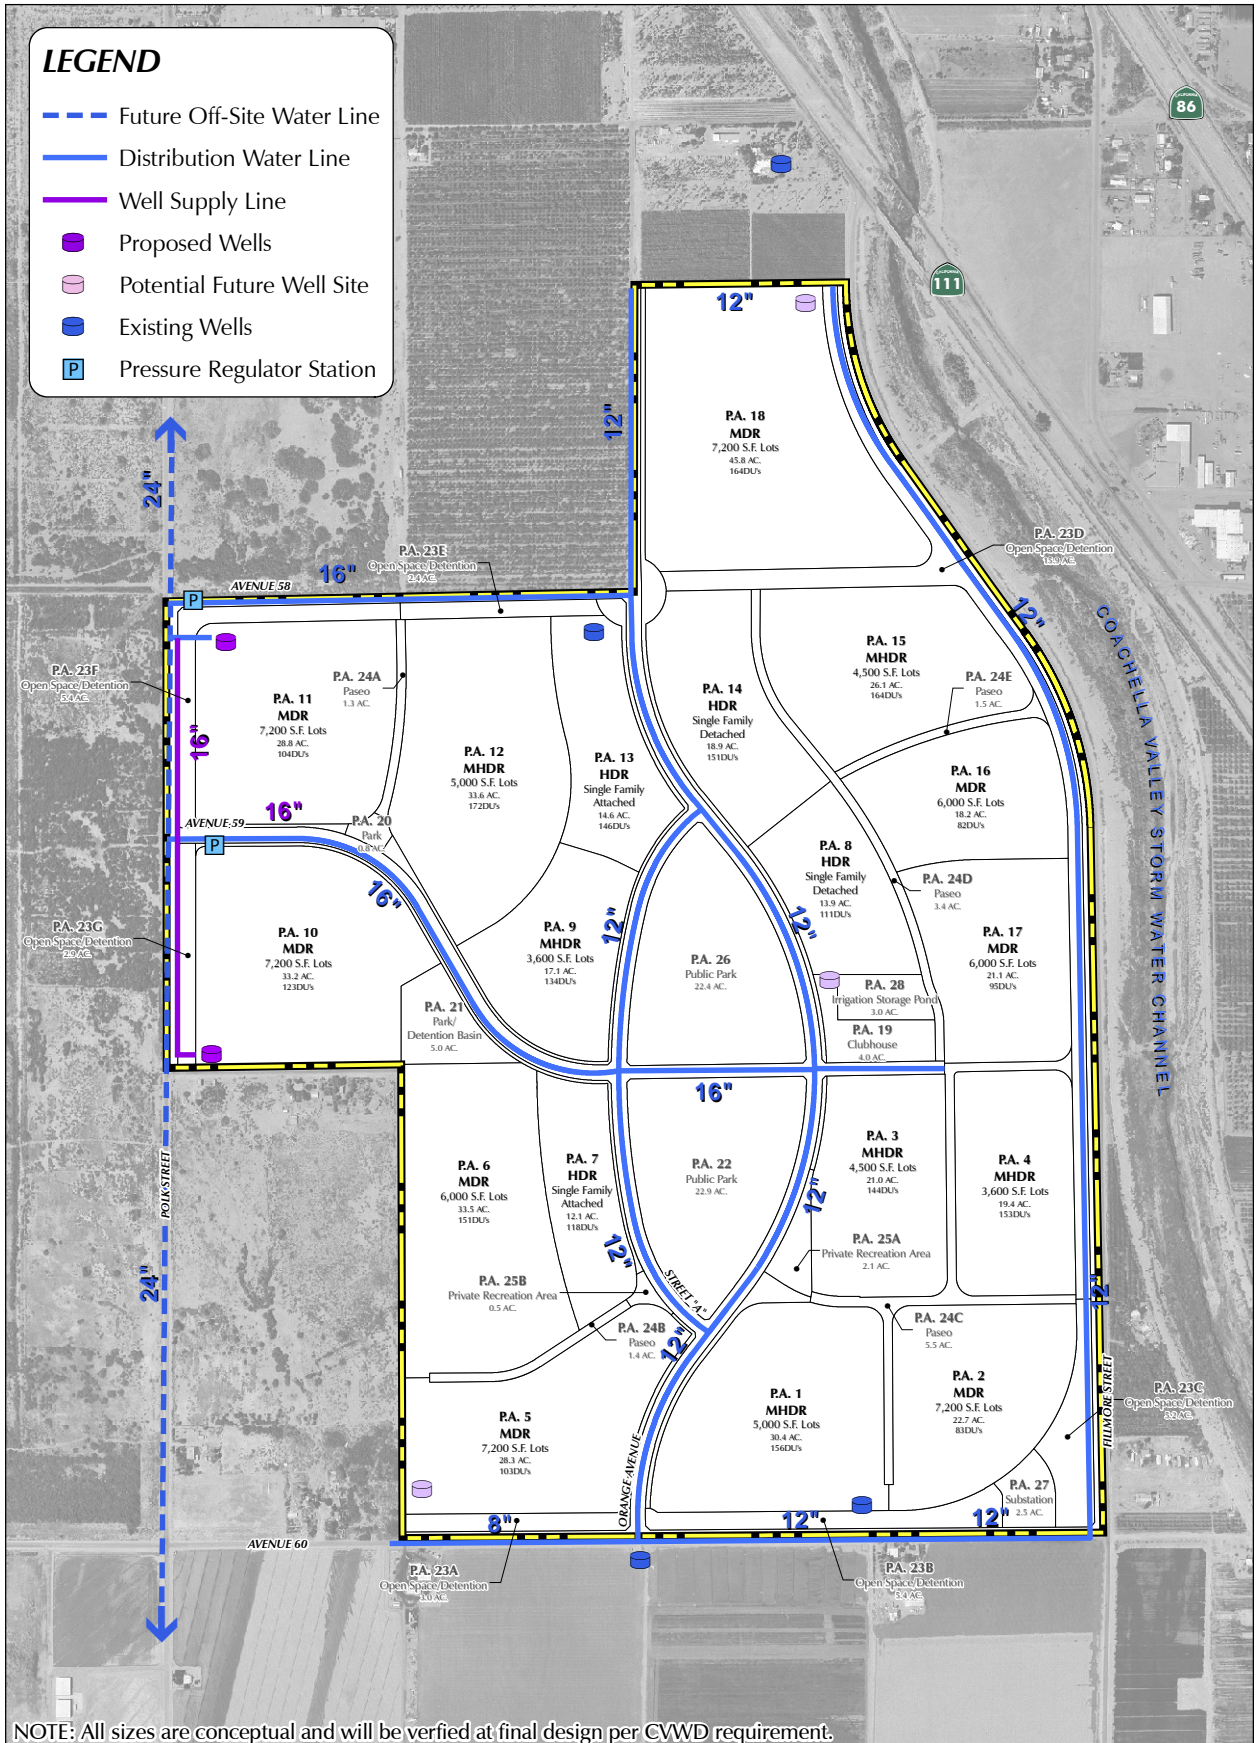 LEGEND
Future Off-Site Water Line
Distribution Water Line
Well Supply Line
Proposed Wells
Potential Future Well Site
Existing Wells
P Pressure Regulator Station
CALIFORNIA
86
CALIFORNIA
111
12"
12"
24"
P.A. 18
MDR
7,200 S.F. Lots
45.8 AC.
164DU's
P.A. 23D
Open Space/Detention
15.9 AC.
P.A. 23E
Open Space/Detention
2.4 AC.
16"
AVENUE 58
P
12"
COACHELLA VALLEY STORM WATER CHANNEL
P.A. 23F
Open Space/Detention
5.4 AC.
P.A. 11
MDR
7,200 S.F. Lots
28.8 AC.
104DU's
P.A. 24A
Paseo
1.3 AC.
P.A. 12
MHDR
5,000 S.F. Lots
33.6 AC.
172DU's
P.A. 13
HDR
Single Family
Attached
14.6 AC.
146DU's
P.A. 14
HDR
Single Family
Detached
18.9 AC.
151DU's
P.A. 15
MHDR
4,500 S.F. Lots
26.1 AC.
164DU's
P.A. 24E
Paseo
1.5 AC.
P.A. 16
MDR
6,000 S.F. Lots
18.2 AC.
82DU's
16"
16"
AVENUE 59
P
P.A. 20
Park
0.8 AC.
16"
P.A. 8
HDR
Single Family
Detached
13.9 AC.
111DU's
P.A. 24D
Paseo
3.4 AC.
P.A. 23G
Open Space/Detention
2.9 AC.
P.A. 10
MDR
7,200 S.F. Lots
33.2 AC.
123DU's
P.A. 9
MHDR
3,600 S.F. Lots
17.1 AC.
134DU's
12"
12"
P.A. 26
Public Park
22.4 AC.
P.A. 17
MDR
6,000 S.F. Lots
21.1 AC.
95DU's
P.A. 21
Park/
Detention Basin
5.0 AC.
P.A. 28
Irrigation Storage Pond
3.0 AC.
P.A. 19
Clubhouse
4.0 AC.
16"
POLK STREET
24"
P.A. 6
MDR
6,000 S.F. Lots
33.5 AC.
151DU's
P.A. 7
HDR
Single Family
Attached
12.1 AC.
118DU's
P.A. 22
Public Park
22.9 AC.
P.A. 3
MHDR
4,500 S.F. Lots
21.0 AC.
144DU's
P.A. 4
MHDR
3,600 S.F. Lots
19.4 AC.
153DU's
12"
12"
P.A. 25A
Private Recreation Area
2.1 AC.
P.A. 25B
Private Recreation Area
0.5 AC.
STREET "A"
12"
P.A. 24B
Paseo
1.4 AC.
12"
P.A. 24C
Paseo
5.5 AC.
P.A. 5
MDR
7,200 S.F. Lots
28.3 AC.
103DU's
ORANGE AVENUE
P.A. 1
MHDR
5,000 S.F. Lots
30.4 AC.
156DU's
P.A. 2
MDR
7,200 S.F. Lots
22.7 AC.
83DU's
FILLMORE STREET
P.A. 23C
Open Space/Detention
5.2 AC.
P.A. 27
Substation
2.5 AC.
8"
12"
12"
AVENUE 60
P.A. 23A
Open Space/Detention
3.0 AC.
P.A. 23B
Open Space/Detention
5.4 AC.
NOTE: All sizes are conceptual and will be verfied at final design per CVWD requirement.